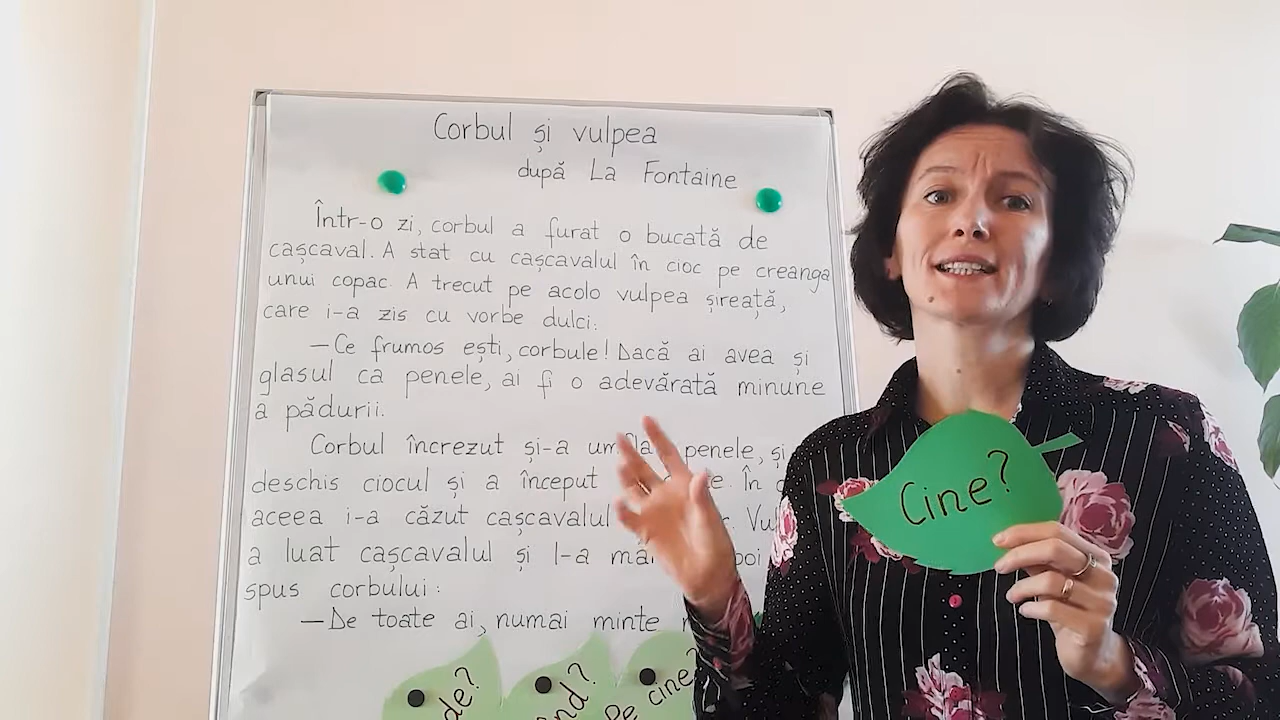 Corbul și vulpea
după La Fontaine
Într-o zi, corbul a furat o bucată de
cașcaval. A stat cu cașcavalul în cioc pe creanga
unui copac. A trecut pe acolo vulpea șireată,
care i-a zis cu vorbe dulci:
—Ce frumos ești, corbule! Dacă ai avea și
glasul ca penele, ai fi o adevărată minune
a pădurii.
Corbul încrezut și-a penele, și
deschis ciocul și a început În
aceea i-a căzut cașcavalul
a luat cașcavalul și l-a
spus corbului:
—De toate ai, numai minte
Cine?
Pe cine?